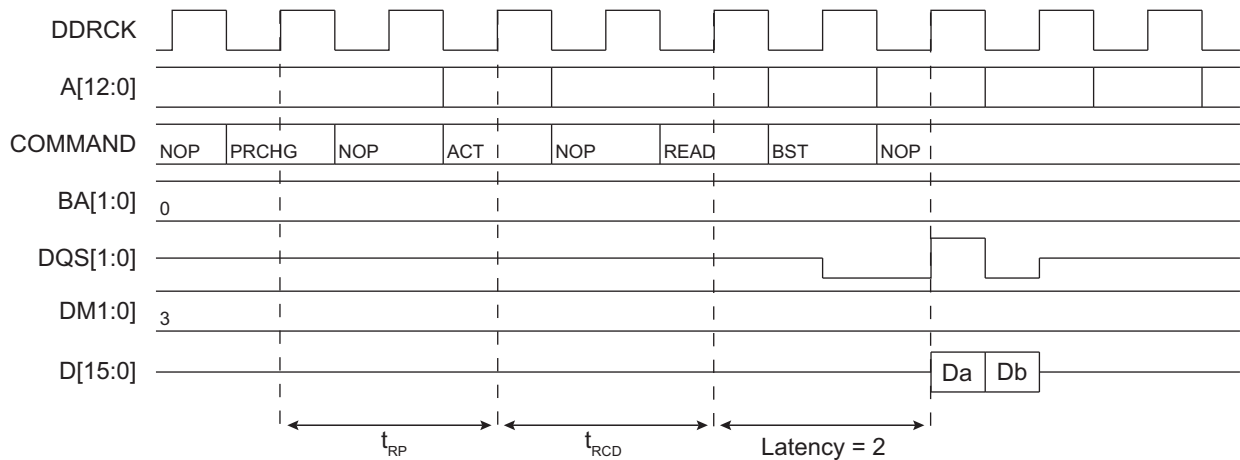 DDRCK
A[12:0]
COMMAND NOP PRCHG NOP ACT NOP READ BST NOP
BA[1:0] 0
DQS[1:0]
DM1:0] 3
D[15:0] Da Db
tRP tRCD Latency = 2